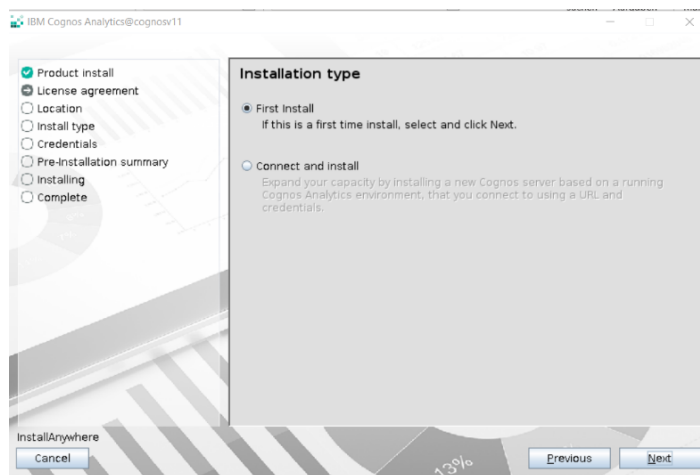 IBM Cognos Analytics@cognosv11
Product install
License agreement
Location
Install type
Credentials
Pre-Installation summary
Installing
Complete
Installation type
First Install
If this is a first time install, select and click Next.
Connect and install
Expand your capacity by installing a new Cognos server based on a running
Cognos Analytics environment, that you connect to using a URL and
credentials.
InstallAnywhere
Cancel
13%
Previous
Next